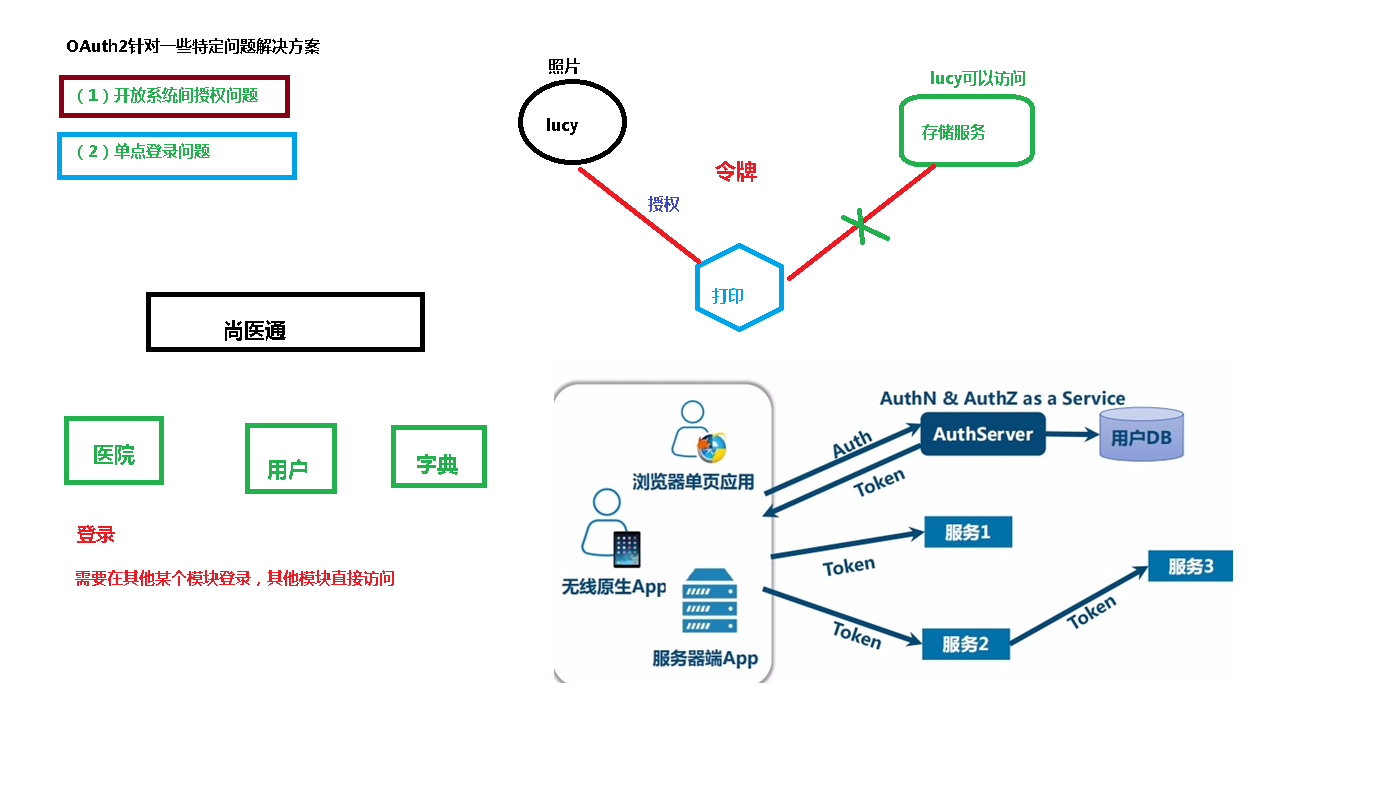 OAuth2针对一些特定问题解决方案
（1）开放系统间授权问题
（2）单点登录问题
照片
lucy
lucy可以访问
存储服务
令牌
授权
打印
尚医通
医院
用户
字典
登录
需要在其他某个模块登录，其他模块直接访问
AuthN & AuthZ as a Service
AuthServer
用户DB
Auth
Token
浏览器单页应用
无线原生App
服务器端App
服务1
Token
服务2
Token
服务3
Token